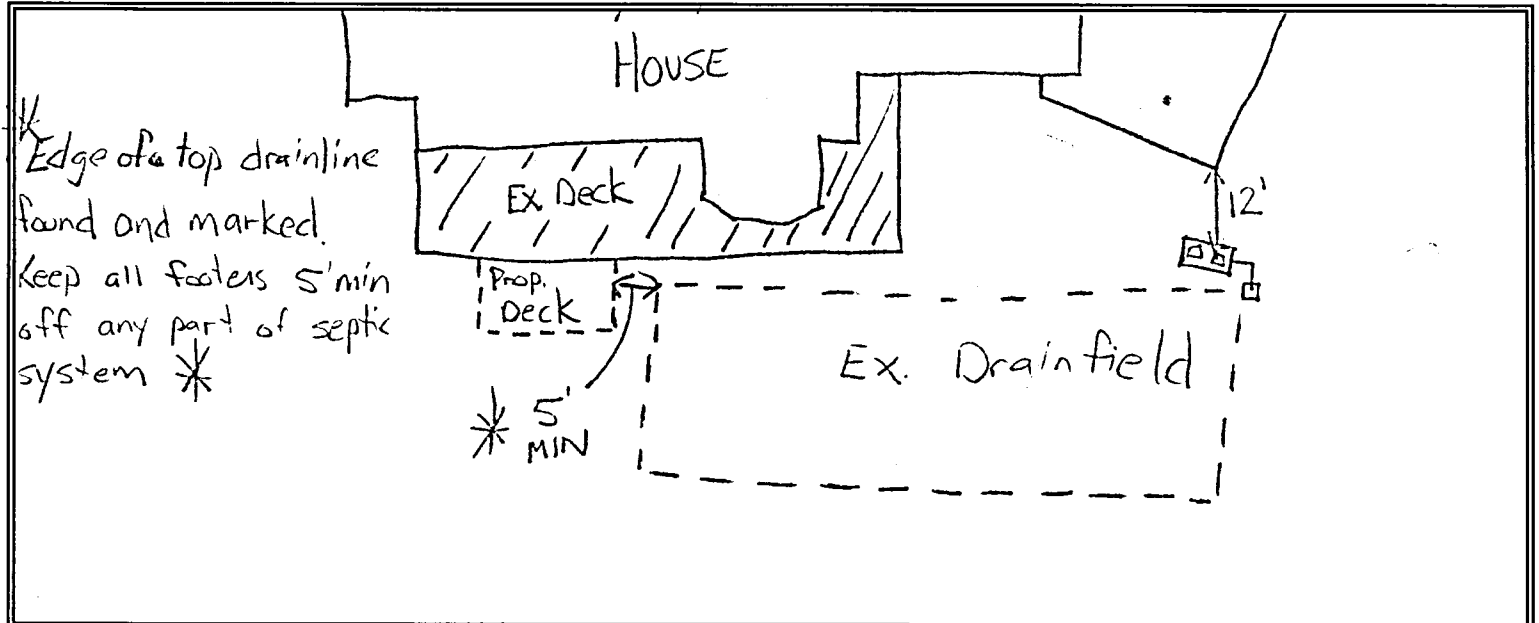 HOUSE
* Edge of a top drainline
found and marked.
Keep all footers 5' min
off any part of septic
system *
Ex Deck
12'
Prop.
Deck
Ex. Drainfield
* 5'
MIN